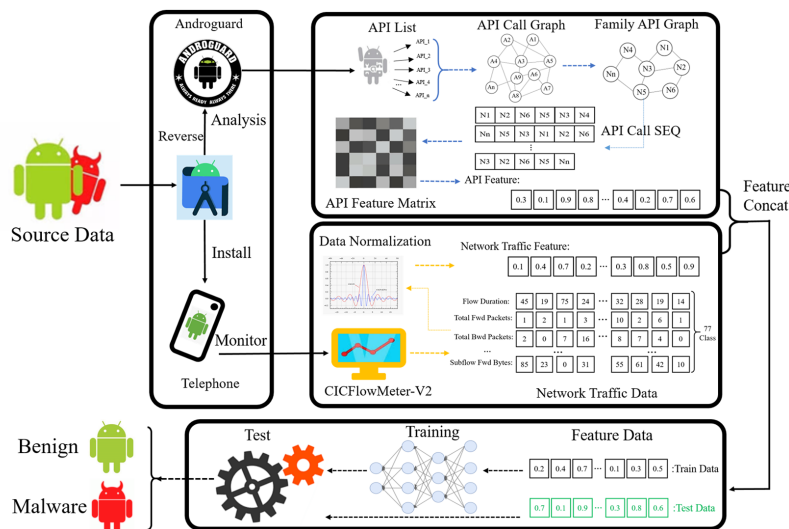 Androguard
ANDROGUARD
ALWAYS READY ALWAYS THERE
Reverse
Analysis
Source Data
Install
Monitor
Telephone
API List
API_1
API_2
API_3
...
API_4
API_n
API Call Graph
A2
A1
A4
A3
A5
A9
A6
An
A8
A7
Family API Graph
N4
N1
Nn
N3
N2
N5
N6
N1 N2 N6 N5 N3 N4
Nn N5 N3 N1 N2 N6
⋮
N3 N2 N6 N5 Nn
API Call SEQ
API Feature Matrix
API Feature:
0.3 0.1 0.9 0.8 ... 0.4 0.2 0.7 0.6
Feature
Concat
Data Normalization
Network Traffic Feature:
0.1 0.4 0.7 0.2 ... 0.3 0.8 0.5 0.9
Flow Duration: 45 19 75 24 ... 32 28 19 14
Total Fwd Packets: 1 2 1 3 ... 10 2 6 1
Total Bwd Packets: 2 0 7 16 ... 8 7 4 0
... ... ...
Subflow Fwd Bytes: 85 23 0 31 55 61 42 10
77
Class
CICFlowMeter-V2
Network Traffic Data
Benign
Malware
Test
Training
Feature Data
0.2 0.4 0.7 ... 0.1 0.3 0.5 :Train Data
0.7 0.1 0.9 ... 0.3 0.8 0.6 :Test Data